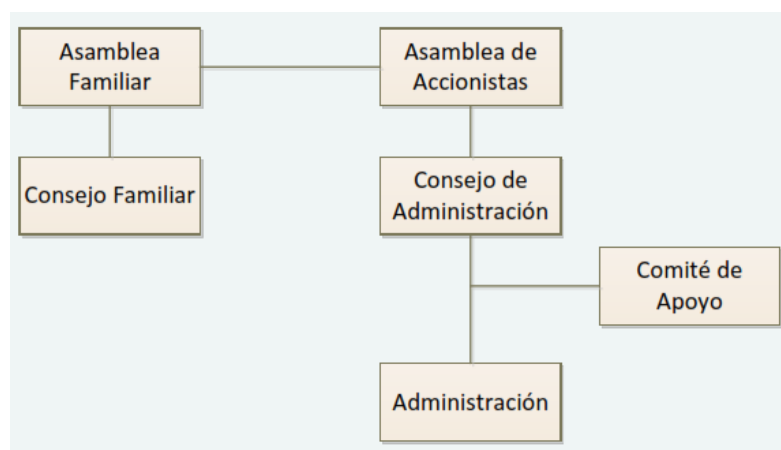 Asamblea
Familiar
Asamblea de
Accionistas
Consejo Familiar
Consejo de
Administración
Comité de
Apoyo
Administración